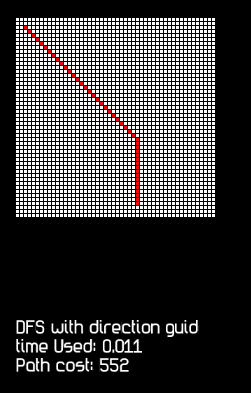 DFS with direction guid
time Used: 0.011
Path cost: 552